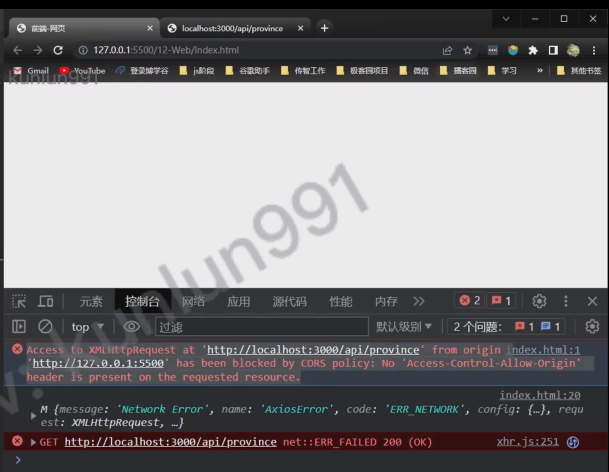 前端-网页
localhost:3000/api/province
127.0.0.1:5500/12-Web/index.html
Gmail YouTube 登录博学谷 js阶段 谷歌助手 传智工作 极客园项目 微信 播客园 学习 » 其他书签
kunlun991
kunlun991
元素 控制台 网络 应用 源代码 性能 内存 2 1
top 过滤 默认级别 2 个问题: 1 1
Access to XMLHttpRequest at 'http://localhost:3000/api/province' from origin index.html:1
'http://127.0.0.1:5500' has been blocked by CORS policy: No 'Access-Control-Allow-Origin'
header is present on the requested resource.
index.html:20
M {message: 'Network Error', name: 'AxiosError', code: 'ERR_NETWORK', config: {…}, requ
est: XMLHttpRequest, …}
GET http://localhost:3000/api/province net::ERR_FAILED 200 (OK) xhr.js:251